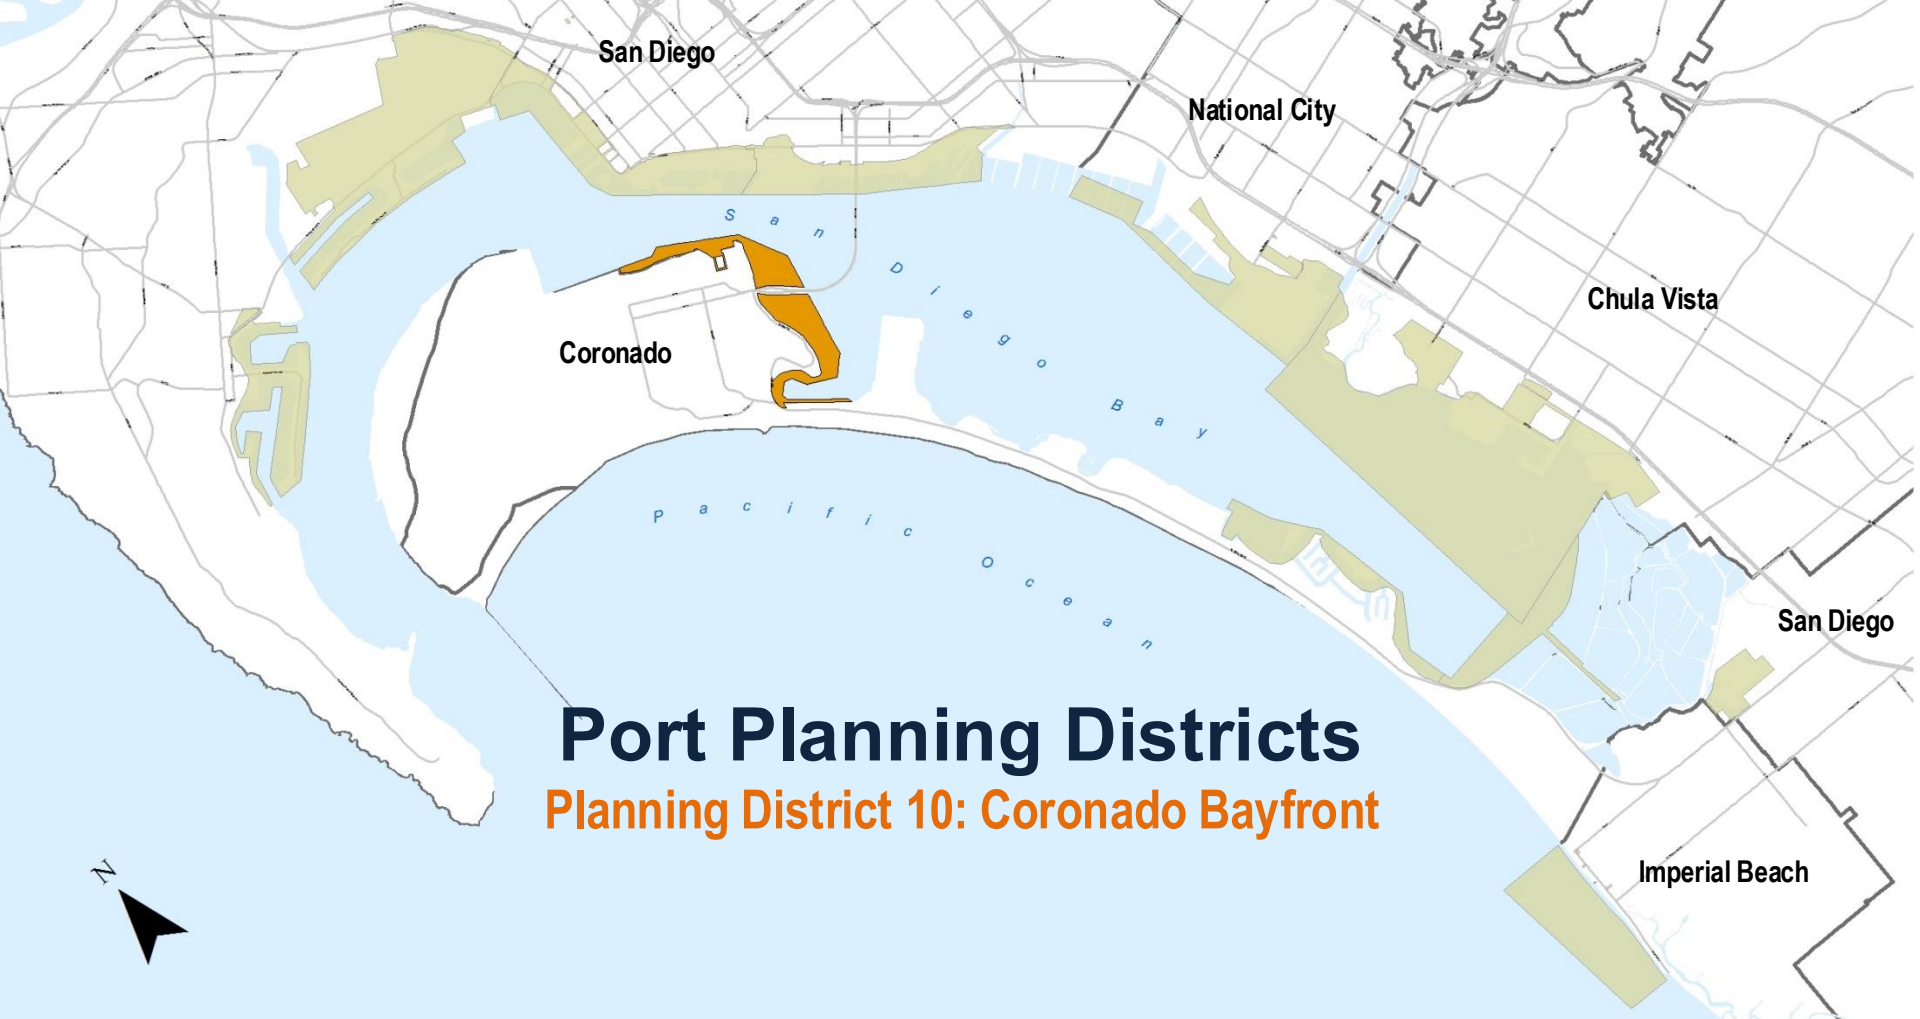 San Diego
National City
San Diego Bay
Chula Vista
Coronado
Pacific Ocean
San Diego
Port Planning Districts
Planning District 10: Coronado Bayfront
Imperial Beach
N